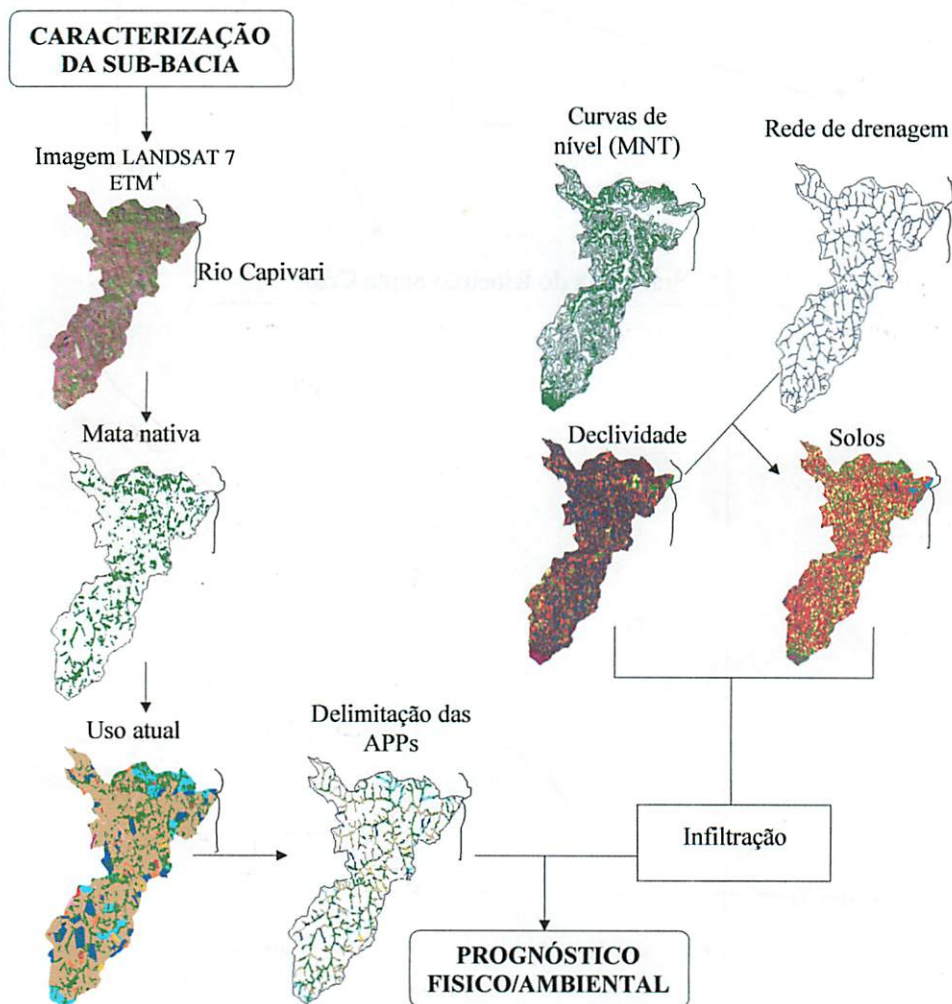 CARACTERIZAÇÃO
DA SUB-BACIA
Imagem LANDSAT 7
ETM+
Rio Capivari
Curvas de
nível (MNT)
Rede de drenagem
Mata nativa
Declividade
Solos
Uso atual
Delimitação das
APPs
Infiltração
PROGNÓSTICO
FISICO/AMBIENTAL